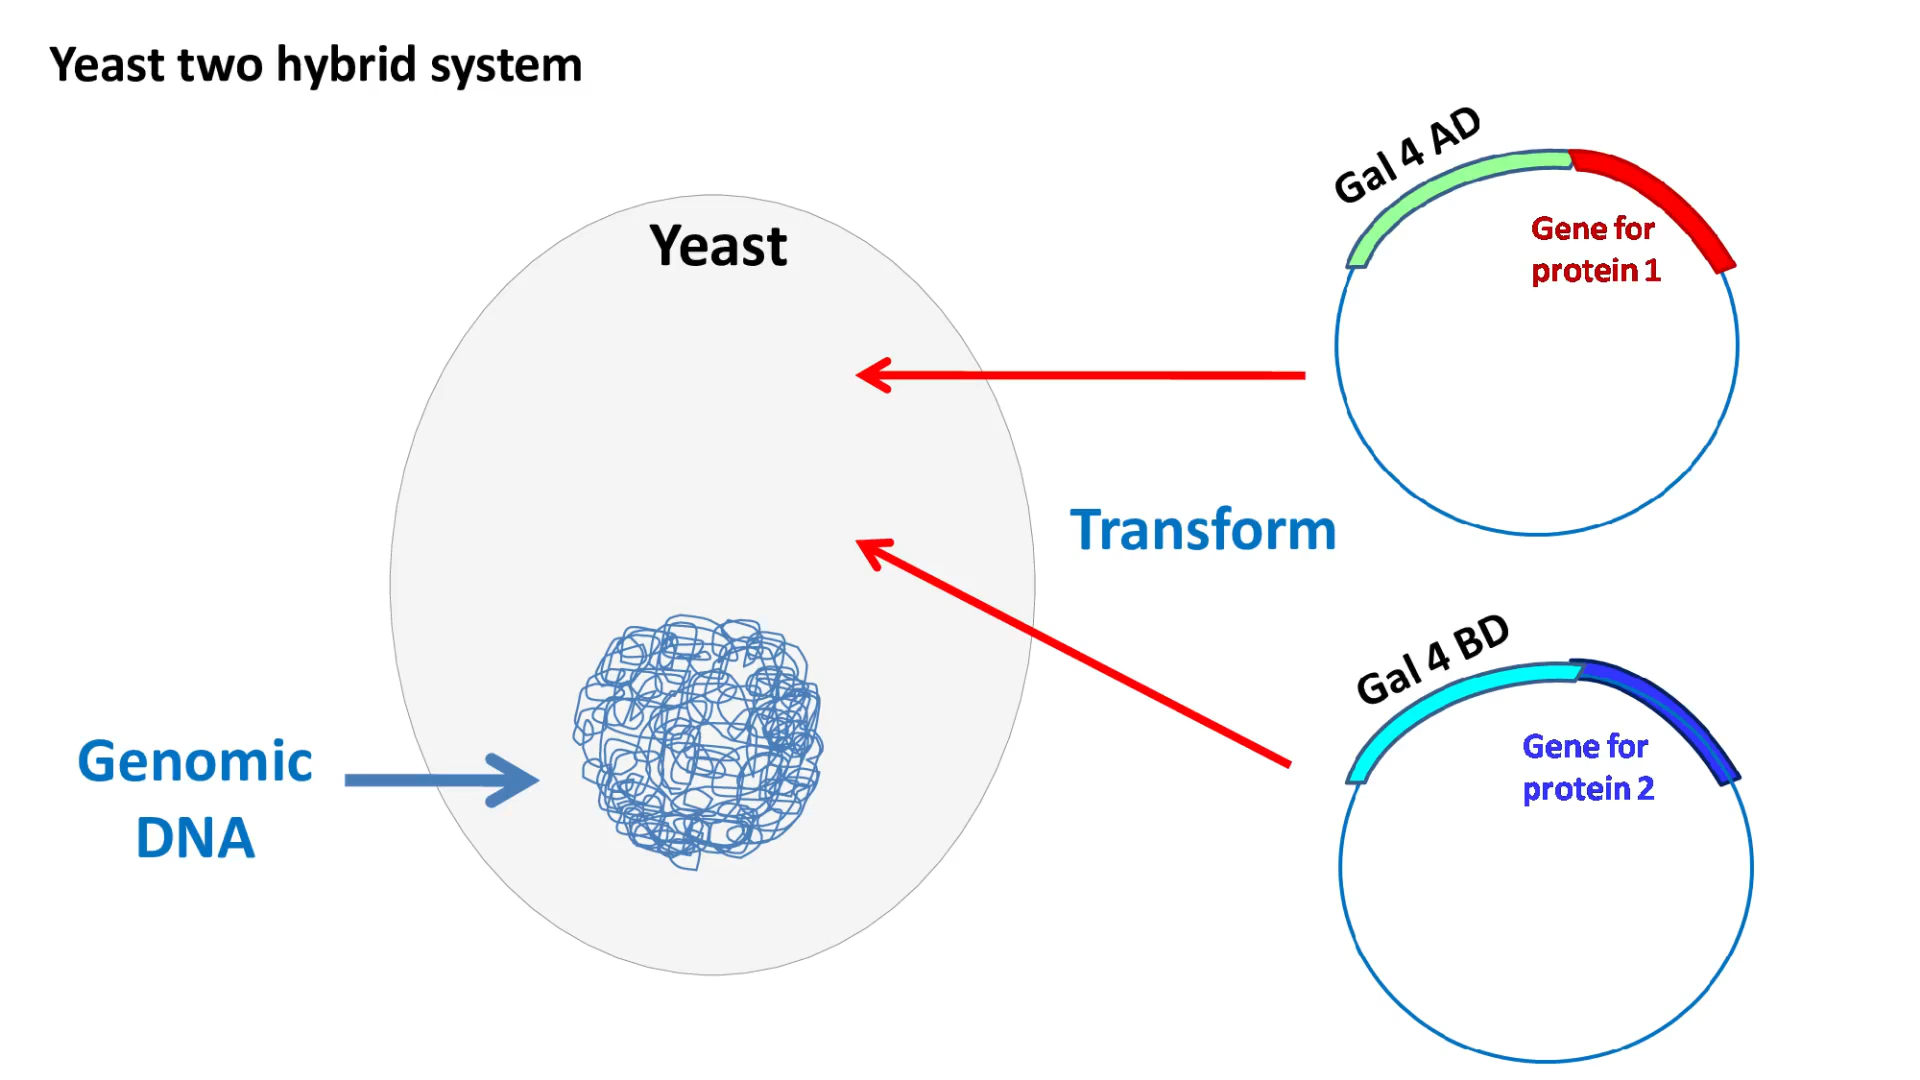 Yeast two hybrid system
Gal 4 AD
Yeast
Gene for
protein 1
Transform
Gal 4 BD
Genomic
DNA
Gene for
protein 2